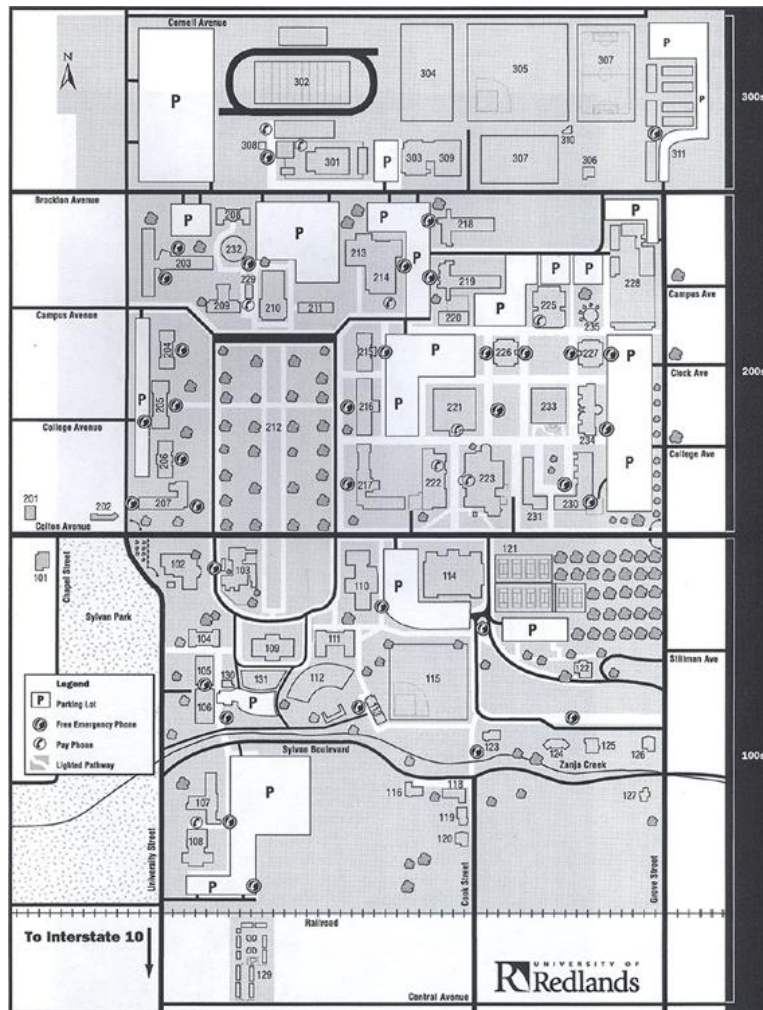 Cornell Avenue
N
P
302
304
305
307
P
P
300s
308
301
P
303
309
307
310
306
311
Brockton Avenue
P
208
P
P
218
P
232
203
229
213
214
219
P
P
228
209
210
211
220
P
225
235
Campus Ave
Campus Avenue
204
215
P
226
227
P
205
216
221
233
Clock Ave
200s
212
College Avenue
234
206
College Ave
217
222
223
P
201
202
207
231
230
Colton Avenue
101
102
103
110
P
114
121
Chapel Street
Sylvan Park
104
109
111
P
Stillman Ave
105
130
131
112
115
122
106
P
113
Legend
P Parking Lot
Free Emergency Phone
Pay Phone
Lighted Pathway
Sylvan Boulevard
123
124
125
126
Zanja Creek
100s
P
116
118
127
107
119
108
120
University Street
P
Cook Street
Grove Street
To Interstate 10
Railroad
129
UNIVERSITY OF
Redlands
Central Avenue